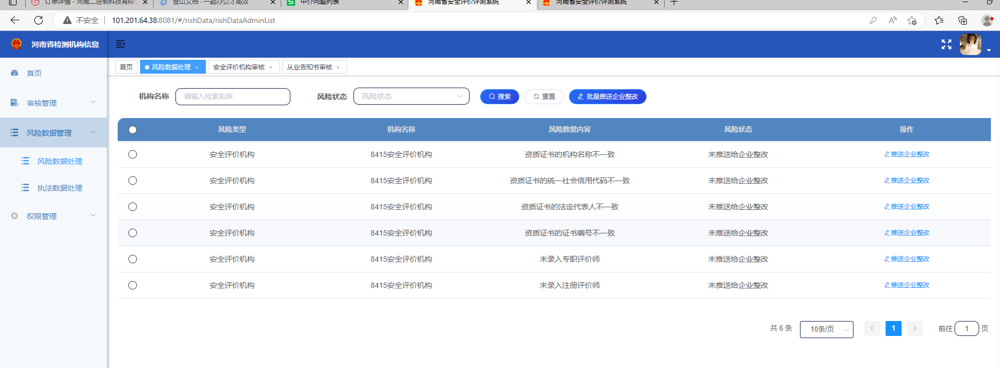 订单详情 - 河南二进制科技有限
金山文档 - 一起办公才高效
中介问题列表
河南省安全评价评测系统
河南省安全评价评测系统
不安全
101.201.64.38:8081/#/rishData/rishDataAdminList
河南省检测机构信息
首页
审核管理
风险数据管理
风险数据处理
执法数据处理
权限管理
首页
风险数据处理 ×
安全评价机构审核 ×
从业告知书审核 ×
机构名称 请输入检索名称 风险状态 风险状态 搜索 重置 批量推送企业整改
风险类型 机构名称 风险数据内容 风险状态 操作
安全评价机构 8415安全评价机构 资质证书的机构名称不一致 未推送给企业整改 推送企业整改
安全评价机构 8415安全评价机构 资质证书的统一社会信用代码不一致 未推送给企业整改 推送企业整改
安全评价机构 8415安全评价机构 资质证书的法定代表人不一致 未推送给企业整改 推送企业整改
安全评价机构 8415安全评价机构 资质证书的证书编号不一致 未推送给企业整改 推送企业整改
安全评价机构 8415安全评价机构 未录入专职评价师 未推送给企业整改 推送企业整改
安全评价机构 8415安全评价机构 未录入注册评价师 未推送给企业整改 推送企业整改
共 6 条 10条/页 1 前往 1 页